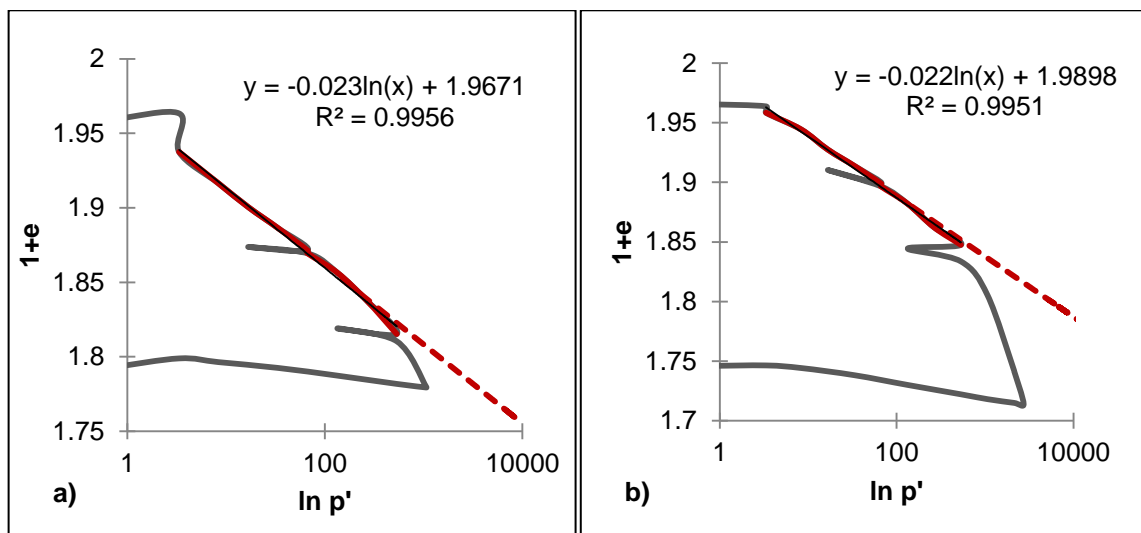 2
1.95
1.9
1.85
1.8
1.75
1 100 10000
1+e
ln p'
y = -0.023ln(x) + 1.9671
R² = 0.9956
a)
2
1.95
1.9
1.85
1.8
1.75
1.7
1 100 10000
1+e
ln p'
y = -0.022ln(x) + 1.9898
R² = 0.9951
b)